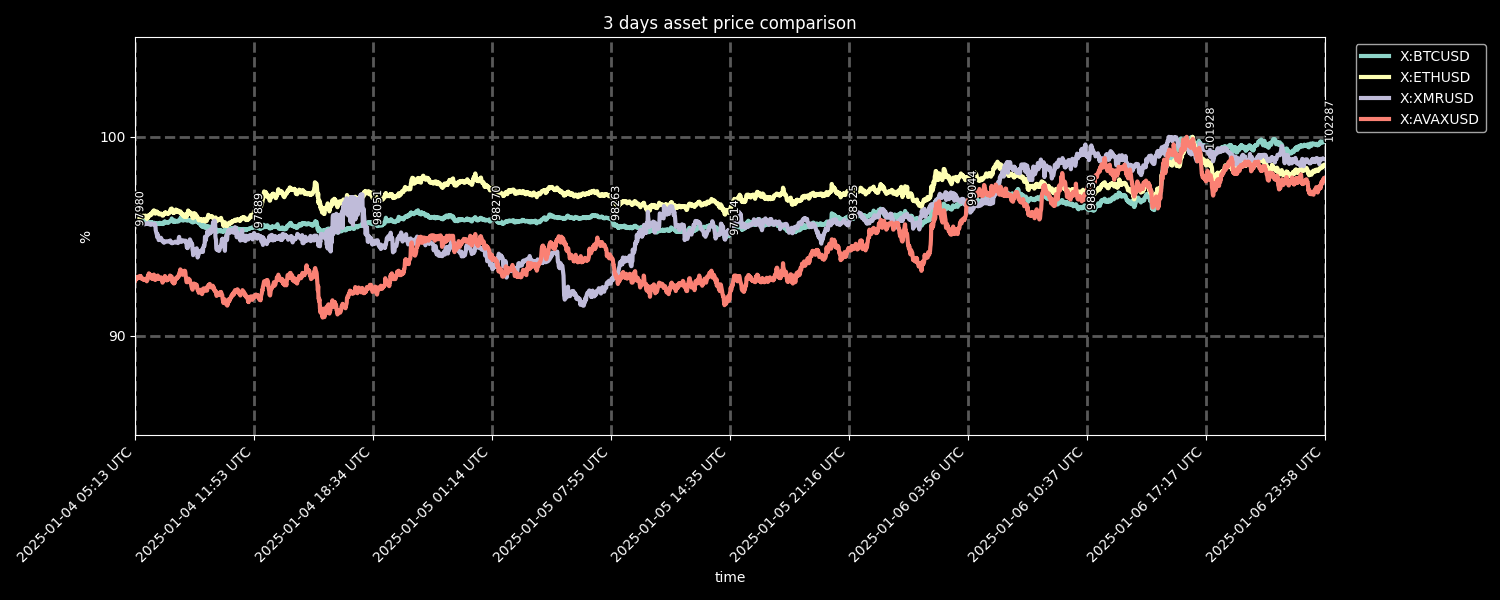 3 days asset price comparison
X:BTCUSD
X:ETHUSD
X:XMRUSD
X:AVAXUSD
100
90
%
97980
97889
98051
98270
98263
97514
98325
99044
98830
101928
102287
2025-01-04 05:13 UTC
2025-01-04 11:53 UTC
2025-01-04 18:34 UTC
2025-01-05 01:14 UTC
2025-01-05 07:55 UTC
2025-01-05 14:35 UTC
2025-01-05 21:16 UTC
2025-01-06 03:56 UTC
2025-01-06 10:37 UTC
2025-01-06 17:17 UTC
2025-01-06 23:58 UTC
time